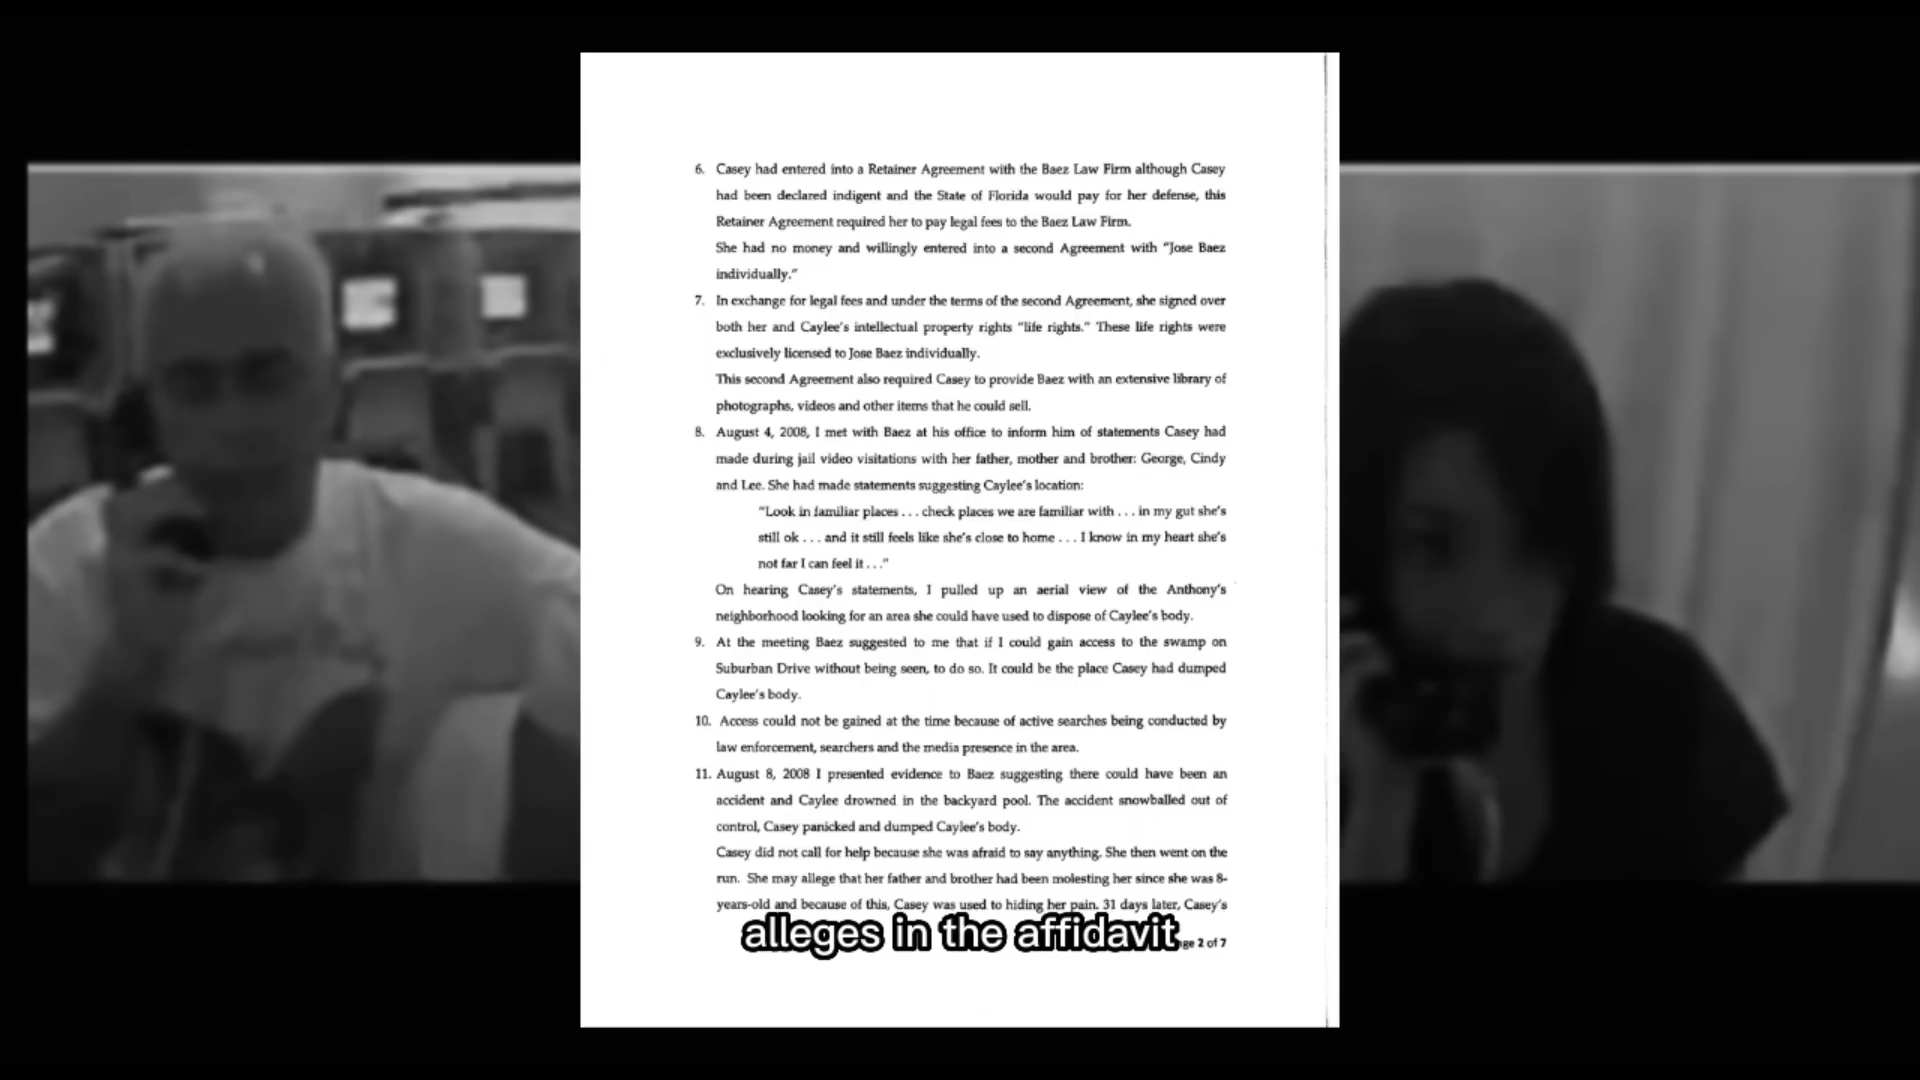 6. Casey had entered into a Retainer Agreement with the Baez Law Firm although Casey
had been declared indigent and the State of Florida would pay for her defense, this
Retainer Agreement required her to pay legal fees to the Baez Law Firm.
She had no money and willingly entered into a second Agreement with "Jose Baez
individually."
7. In exchange for legal fees and under the terms of the second Agreement, she signed over
both her and Caylee's intellectual property rights "life rights." These life rights were
exclusively licensed to Jose Baez individually.
This second Agreement also required Casey to provide Baez with an extensive library of
photographs, videos and other items that he could sell.
8. August 4, 2008, I met with Baez at his office to inform him of statements Casey had
made during jail video visitations with her father, mother and brother: George, Cindy
and Lee. She had made statements suggesting Caylee's location:
"Look in familiar places . . . check places we are familiar with . . . in my gut she's
still ok . . . and it still feels like she's close to home . . . I know in my heart she's
not far I can feel it . . ."
On hearing Casey's statements, I pulled up an aerial view of the Anthony's
neighborhood looking for an area she could have used to dispose of Caylee's body.
9. At the meeting Baez suggested to me that if I could gain access to the swamp on
Suburban Drive without being seen, to do so. It could be the place Casey had dumped
Caylee's body.
10. Access could not be gained at the time because of active searches being conducted by
law enforcement, searchers and the media presence in the area.
11. August 8, 2008 I presented evidence to Baez suggesting there could have been an
accident and Caylee drowned in the backyard pool. The accident snowballed out of
control, Casey panicked and dumped Caylee's body.
Casey did not call for help because she was afraid to say anything. She then went on the
run. She may allege that her father and brother had been molesting her since she was 8-
years-old and because of this, Casey was used to hiding her pain. 31 days later, Casey's
alleges in the affidavit
ge 2 of 7